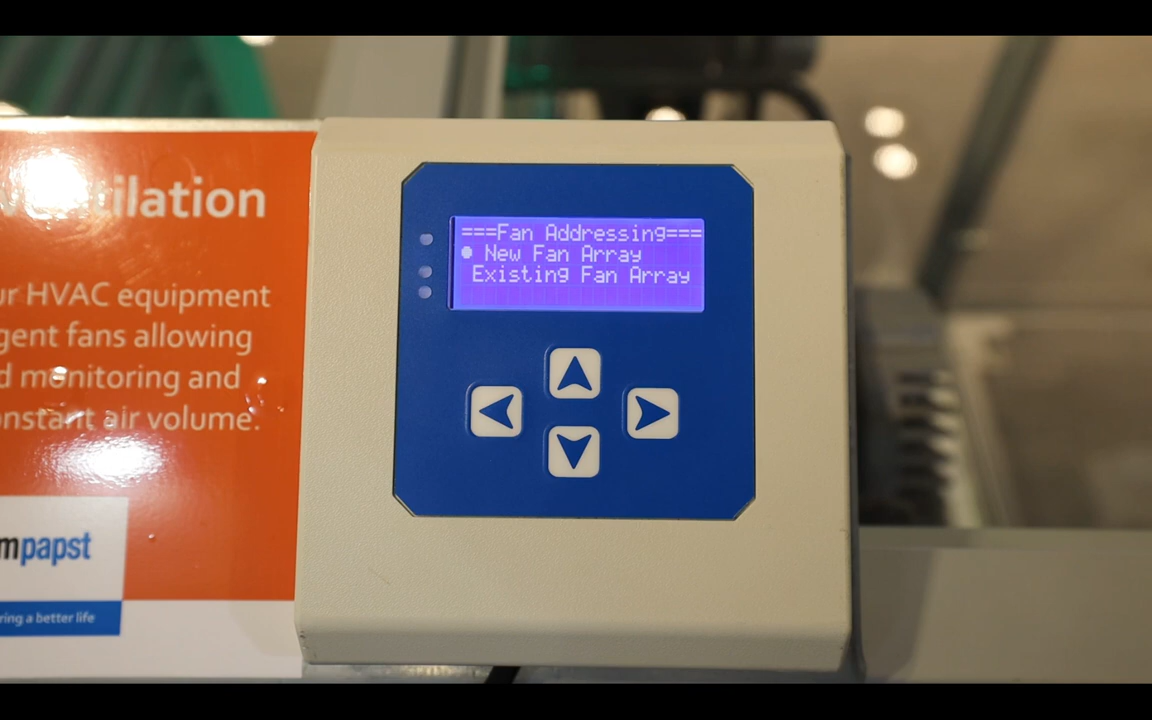 ilation
ur HVAC equipment
gent fans allowing
d monitoring and
onstant air volume.
mpapst
ring a better life
===Fan Addressing===
New Fan Array
Existing Fan Array